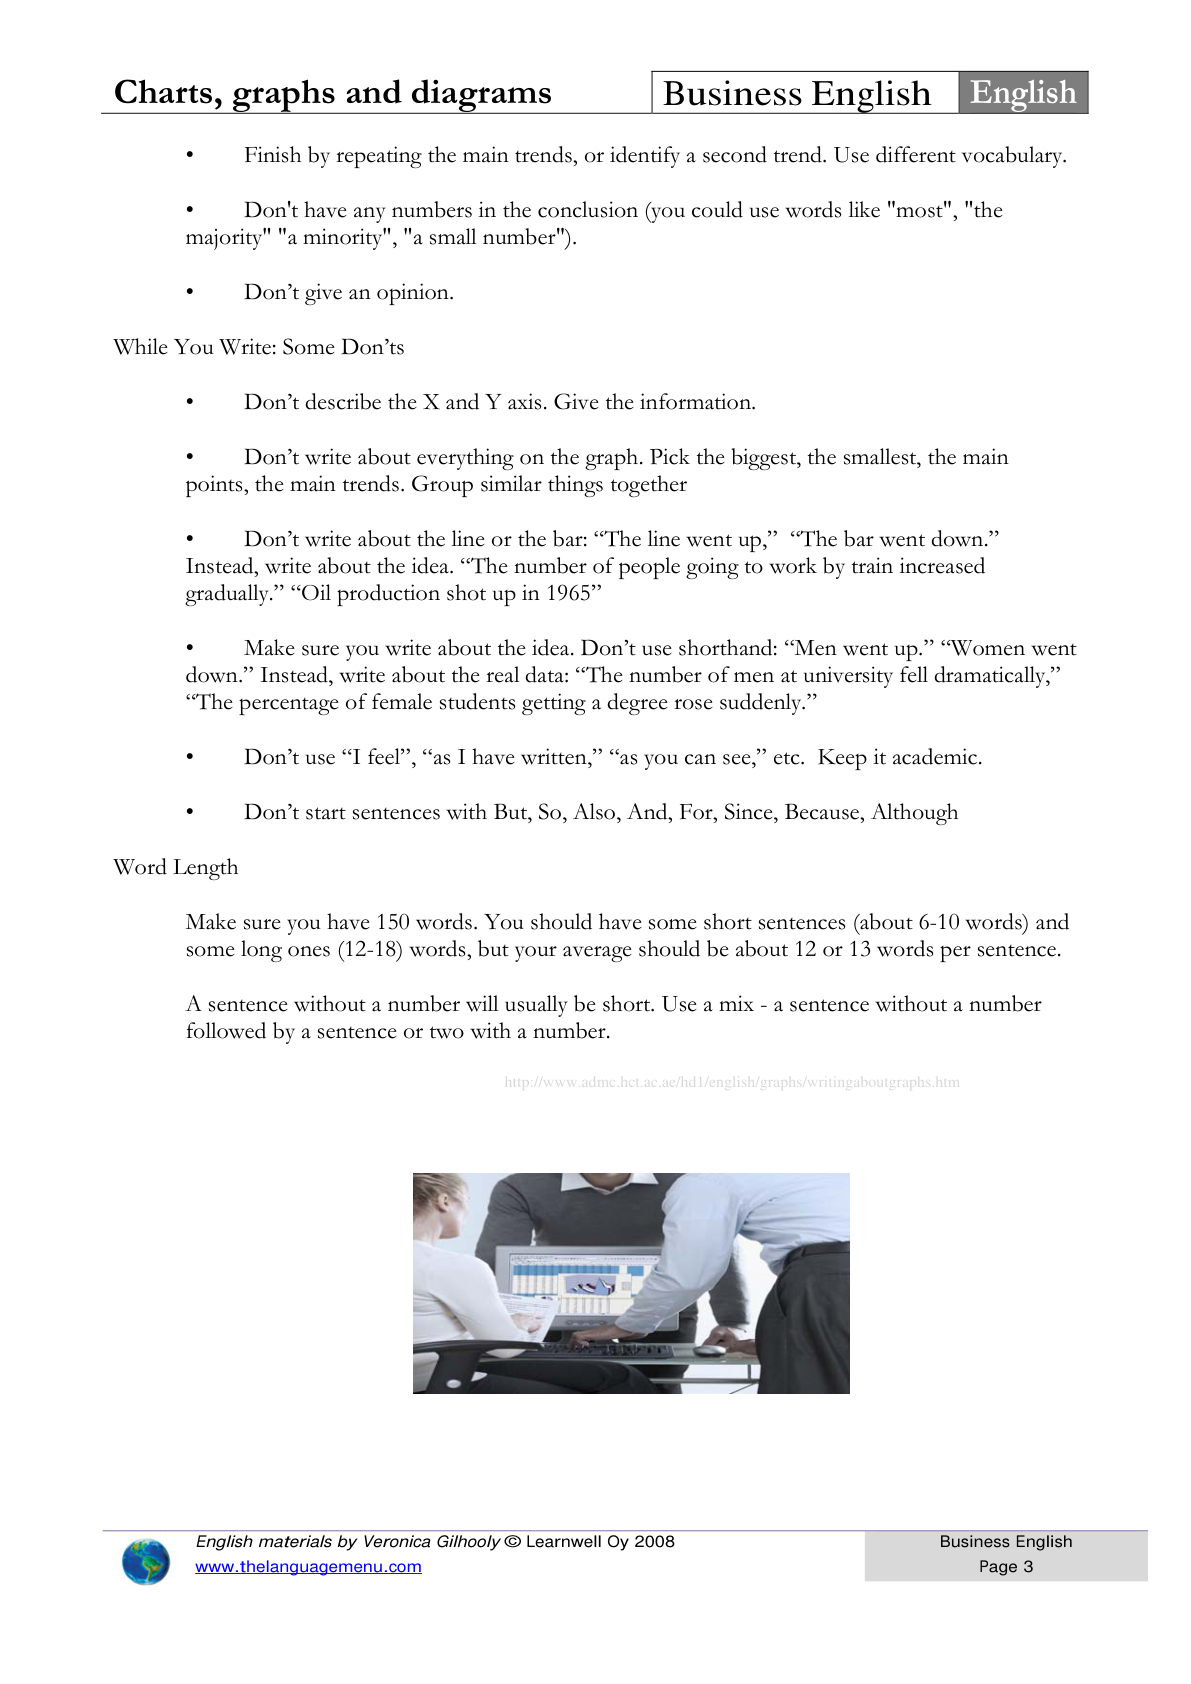 Charts, graphs and diagrams Business English English
• Finish by repeating the main trends, or identify a second trend. Use different vocabulary.
• Don't have any numbers in the conclusion (you could use words like "most", "the
majority" "a minority", "a small number").
• Don’t give an opinion.
While You Write: Some Don’ts
• Don’t describe the X and Y axis. Give the information.
• Don’t write about everything on the graph. Pick the biggest, the smallest, the main
points, the main trends. Group similar things together
• Don’t write about the line or the bar: “The line went up,”  “The bar went down.”
Instead, write about the idea. “The number of people going to work by train increased
gradually.” “Oil production shot up in 1965”
• Make sure you write about the idea. Don’t use shorthand: “Men went up.” “Women went
down.” Instead, write about the real data: “The number of men at university fell dramatically,”
“The percentage of female students getting a degree rose suddenly.”
• Don’t use “I feel”, “as I have written,” “as you can see,” etc.  Keep it academic.
• Don’t start sentences with But, So, Also, And, For, Since, Because, Although
Word Length
Make sure you have 150 words. You should have some short sentences (about 6-10 words) and
some long ones (12-18) words, but your average should be about 12 or 13 words per sentence.
A sentence without a number will usually be short. Use a mix - a sentence without a number
followed by a sentence or two with a number.
http://www.admc.hct.ac.ae/hd1/english/graphs/writingaboutgraphs.htm
English materials by Veronica Gilhooly © Learnwell Oy 2008
www.thelanguagemenu.com
Business English
Page 3